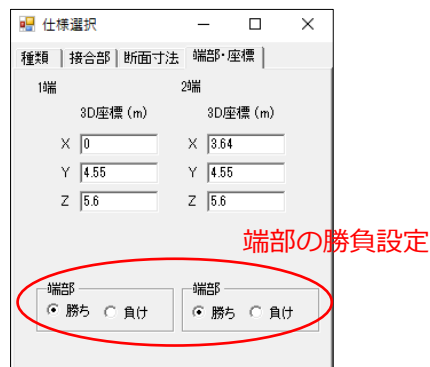 仕様選択
種類 接合部 断面寸法 端部・座標
1端 2端
3D座標 (m) 3D座標 (m)
X 0 X 3.64
Y 4.55 Y 4.55
Z 5.6 Z 5.6
端部の勝負設定
端部 端部
勝ち 負け 勝ち 負け